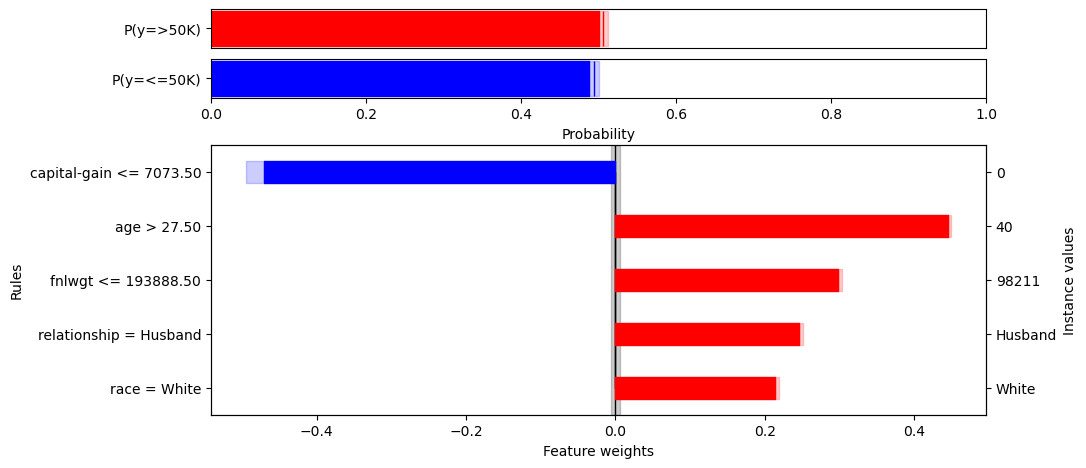 P(y=>50K)
P(y=<=50K)
0.0 0.2 0.4 0.6 0.8 1.0
Probability
capital-gain <= 7073.50 0
age > 27.50 40
fnlwgt <= 193888.50 98211
relationship = Husband Husband
race = White White
Rules
Instance values
−0.4 −0.2 0.0 0.2 0.4
Feature weights